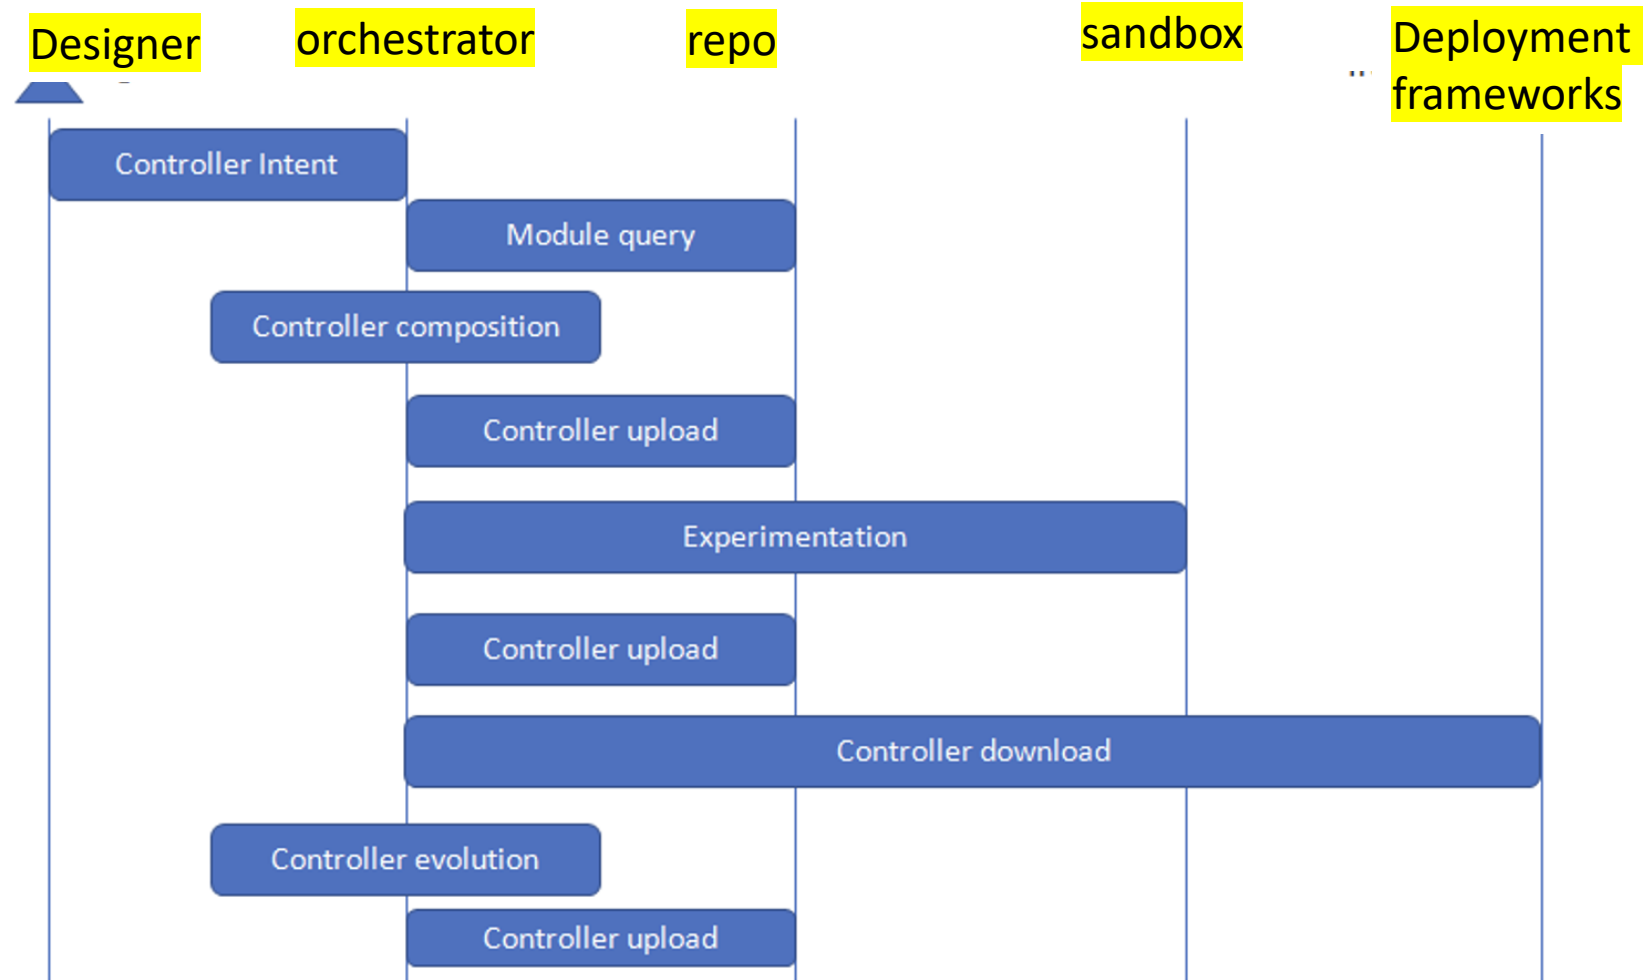 Designer
orchestrator
repo
sandbox
Deployment
frameworks
Controller Intent
Module query
Controller composition
Controller upload
Experimentation
Controller upload
Controller download
Controller evolution
Controller upload